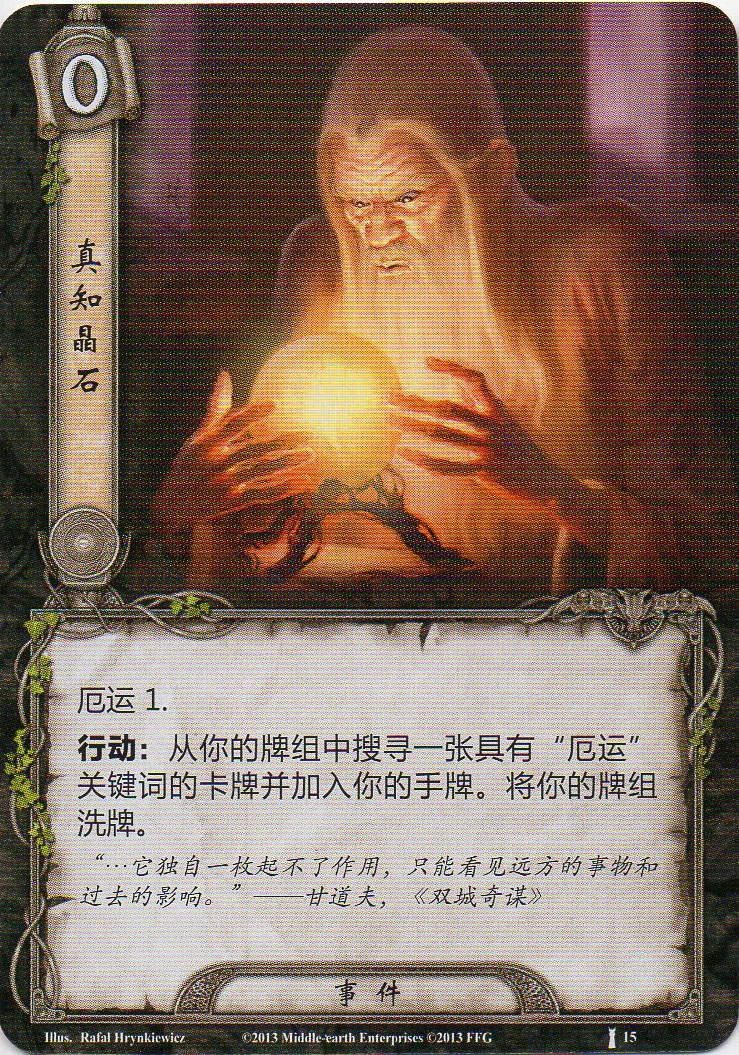 0
真知晶石
厄运 1.
行动：从你的牌组中搜寻一张具有“厄运”
关键词的卡牌并加入你的手牌。将你的牌组
洗牌。
“…它独自一枚起不了作用，只能看见远方的事物和
过去的影响。”——甘道夫，《双城奇谋》
事件
Illus. Rafal Hrynkiewicz ©2013 Middle-earth Enterprises ©2013 FFG 15